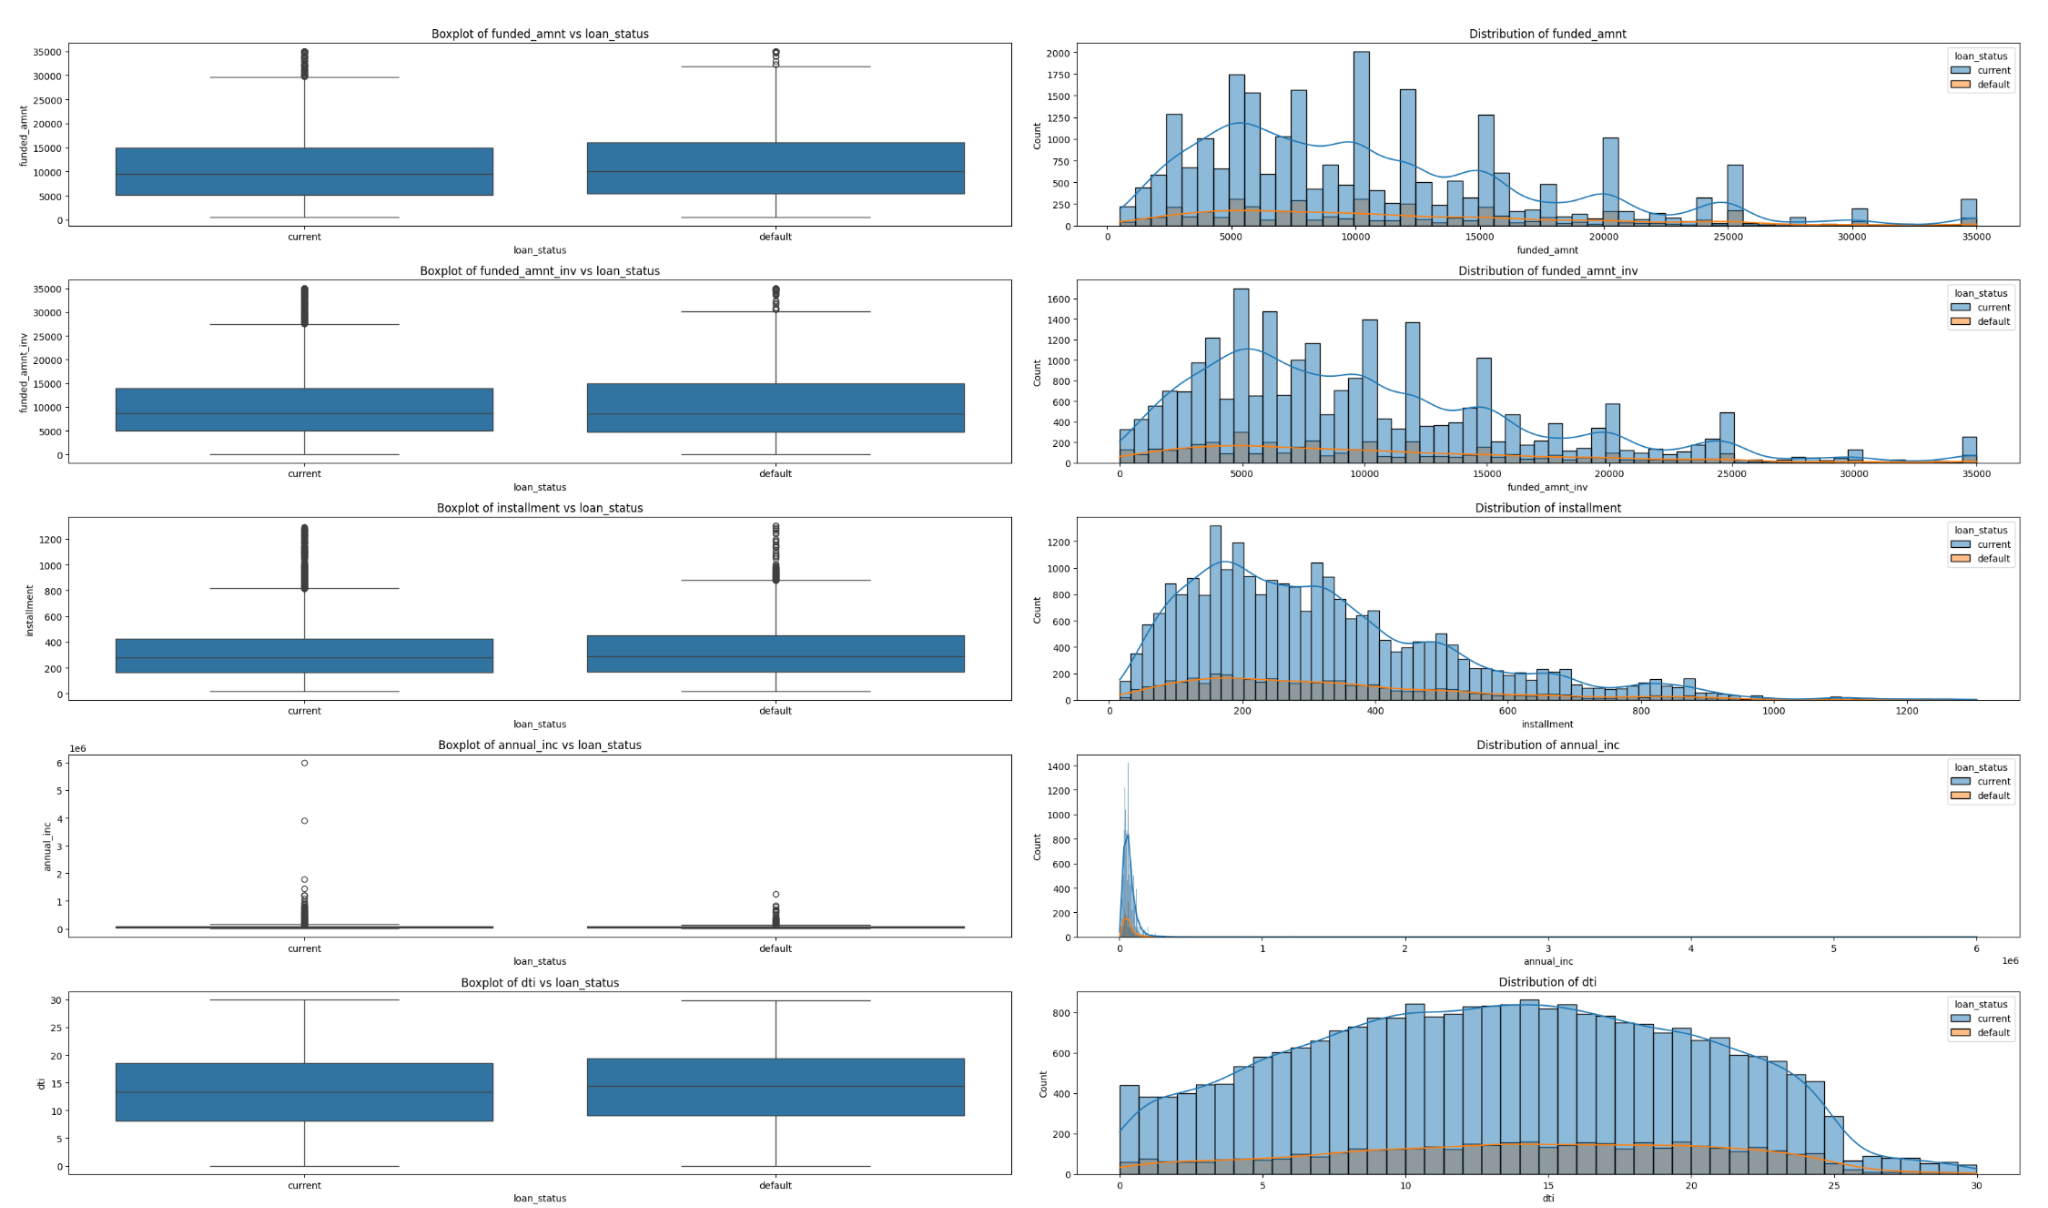 Boxplot of funded_amnt vs loan_status
35000
30000
25000
20000
15000
10000
5000
0
funded_amnt
current
default
loan_status
Distribution of funded_amnt
2000
1750
1500
1250
1000
750
500
250
0
Count
loan_status
current
default
0
5000
10000
15000
20000
25000
30000
35000
funded_amnt
Boxplot of funded_amnt_inv vs loan_status
35000
30000
25000
20000
15000
10000
5000
0
funded_amnt_inv
current
default
loan_status
Distribution of funded_amnt_inv
1600
1400
1200
1000
800
600
400
200
0
Count
loan_status
current
default
0
5000
10000
15000
20000
25000
30000
35000
funded_amnt_inv
Boxplot of installment vs loan_status
1200
1000
800
600
400
200
0
installment
current
default
loan_status
Distribution of installment
1200
1000
800
600
400
200
0
Count
loan_status
current
default
0
200
400
600
800
1000
1200
installment
Boxplot of annual_inc vs loan_status
1e6
6
5
4
3
2
1
0
annual_inc
current
default
loan_status
Distribution of annual_inc
1400
1200
1000
800
600
400
200
0
Count
loan_status
current
default
0
1
2
3
4
5
6
1e6
annual_inc
Boxplot of dti vs loan_status
30
25
20
15
10
5
0
dti
current
default
loan_status
Distribution of dti
800
600
400
200
0
Count
loan_status
current
default
0
5
10
15
20
25
30
dti